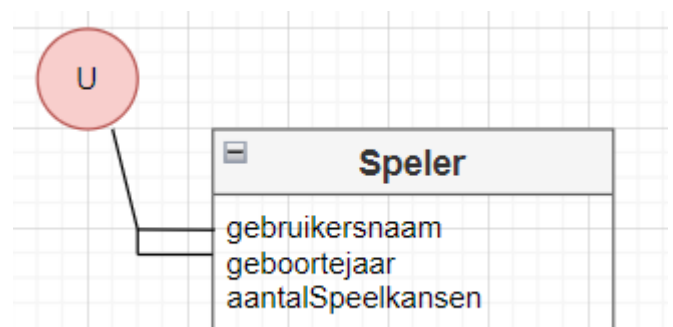 U
Speler
gebruikersnaam
geboortejaar
aantalSpeelkansen